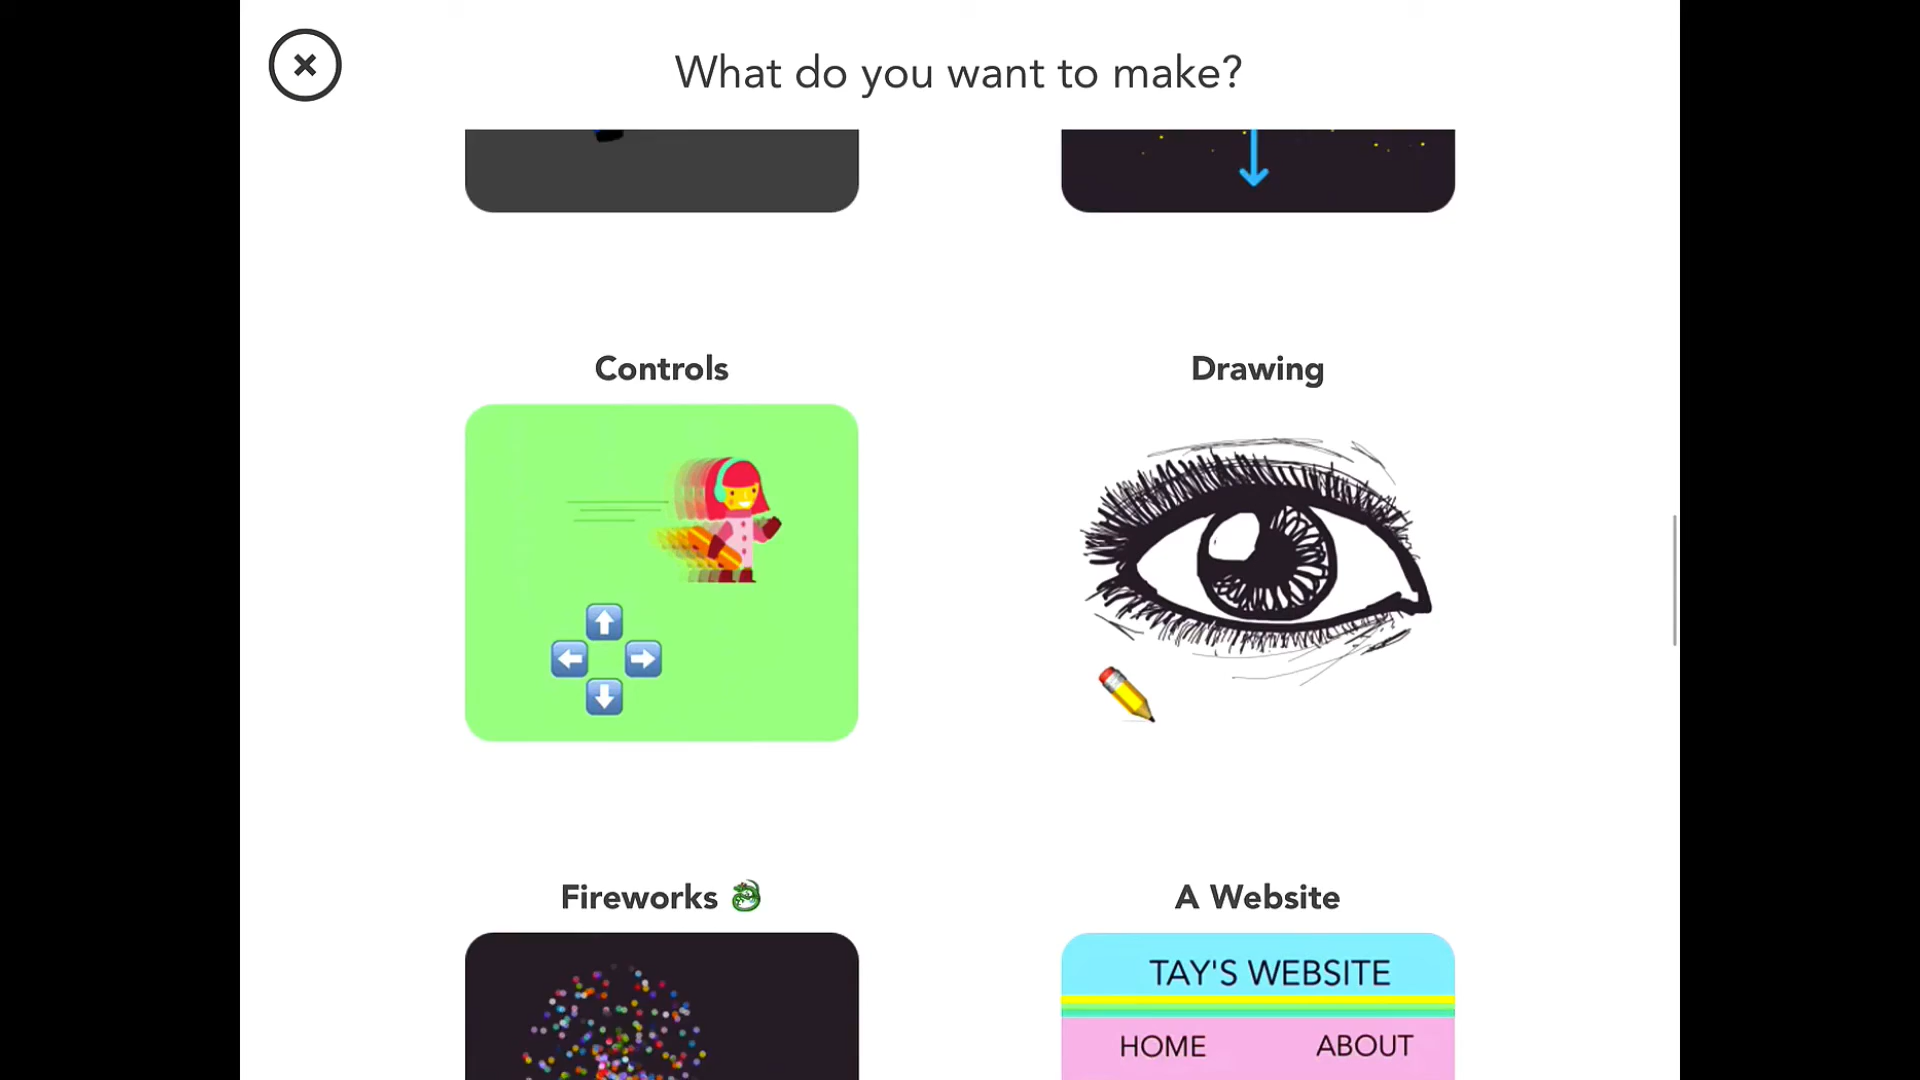 What do you want to make?
Controls
Drawing
Fireworks 🐉
A Website
TAY'S WEBSITE
HOME ABOUT